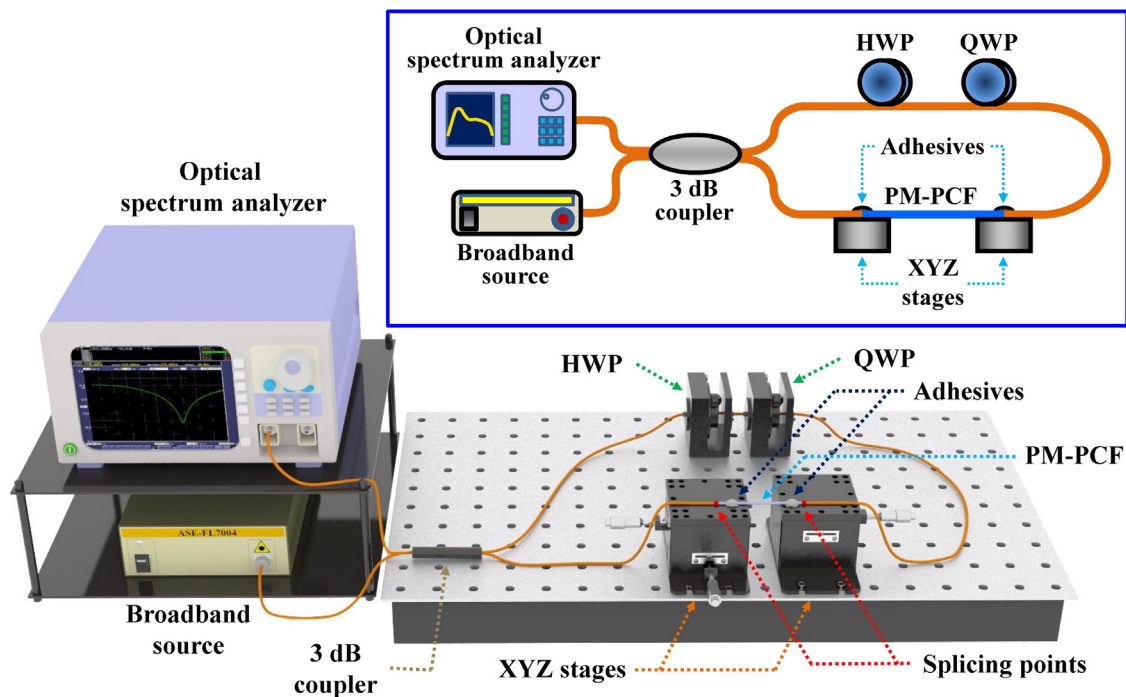 Optical
spectrum analyzer
HWP
QWP
3 dB
coupler
Adhesives
PM-PCF
Broadband
source
XYZ
stages
Optical
spectrum analyzer
HWP
QWP
Adhesives
PM-PCF
ASE-FL7004
Broadband
source
3 dB
coupler
XYZ stages
Splicing points